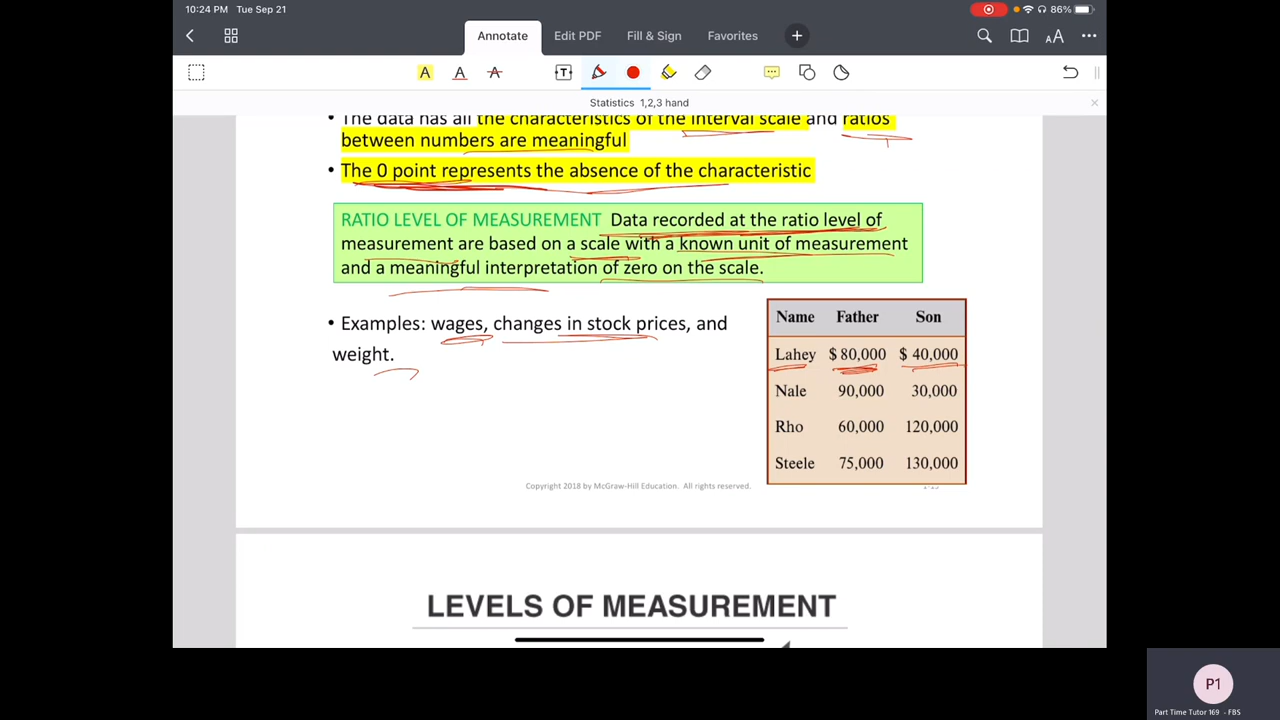 10:24 PM Tue Sep 21
86%
Annotate Edit PDF Fill & Sign Favorites
A A A T AA
Statistics 1,2,3 hand
• The data has all the characteristics of the interval scale and ratios
between numbers are meaningful
• The 0 point represents the absence of the characteristic
RATIO LEVEL OF MEASUREMENT Data recorded at the ratio level of
measurement are based on a scale with a known unit of measurement
and a meaningful interpretation of zero on the scale.
• Examples: wages, changes in stock prices, and
weight.
Name Father Son
Lahey $ 80,000 $ 40,000
Nale 90,000 30,000
Rho 60,000 120,000
Steele 75,000 130,000
Copyright 2018 by McGraw-Hill Education. All rights reserved.
LEVELS OF MEASUREMENT
P1
Part Time Tutor 169 - FBS